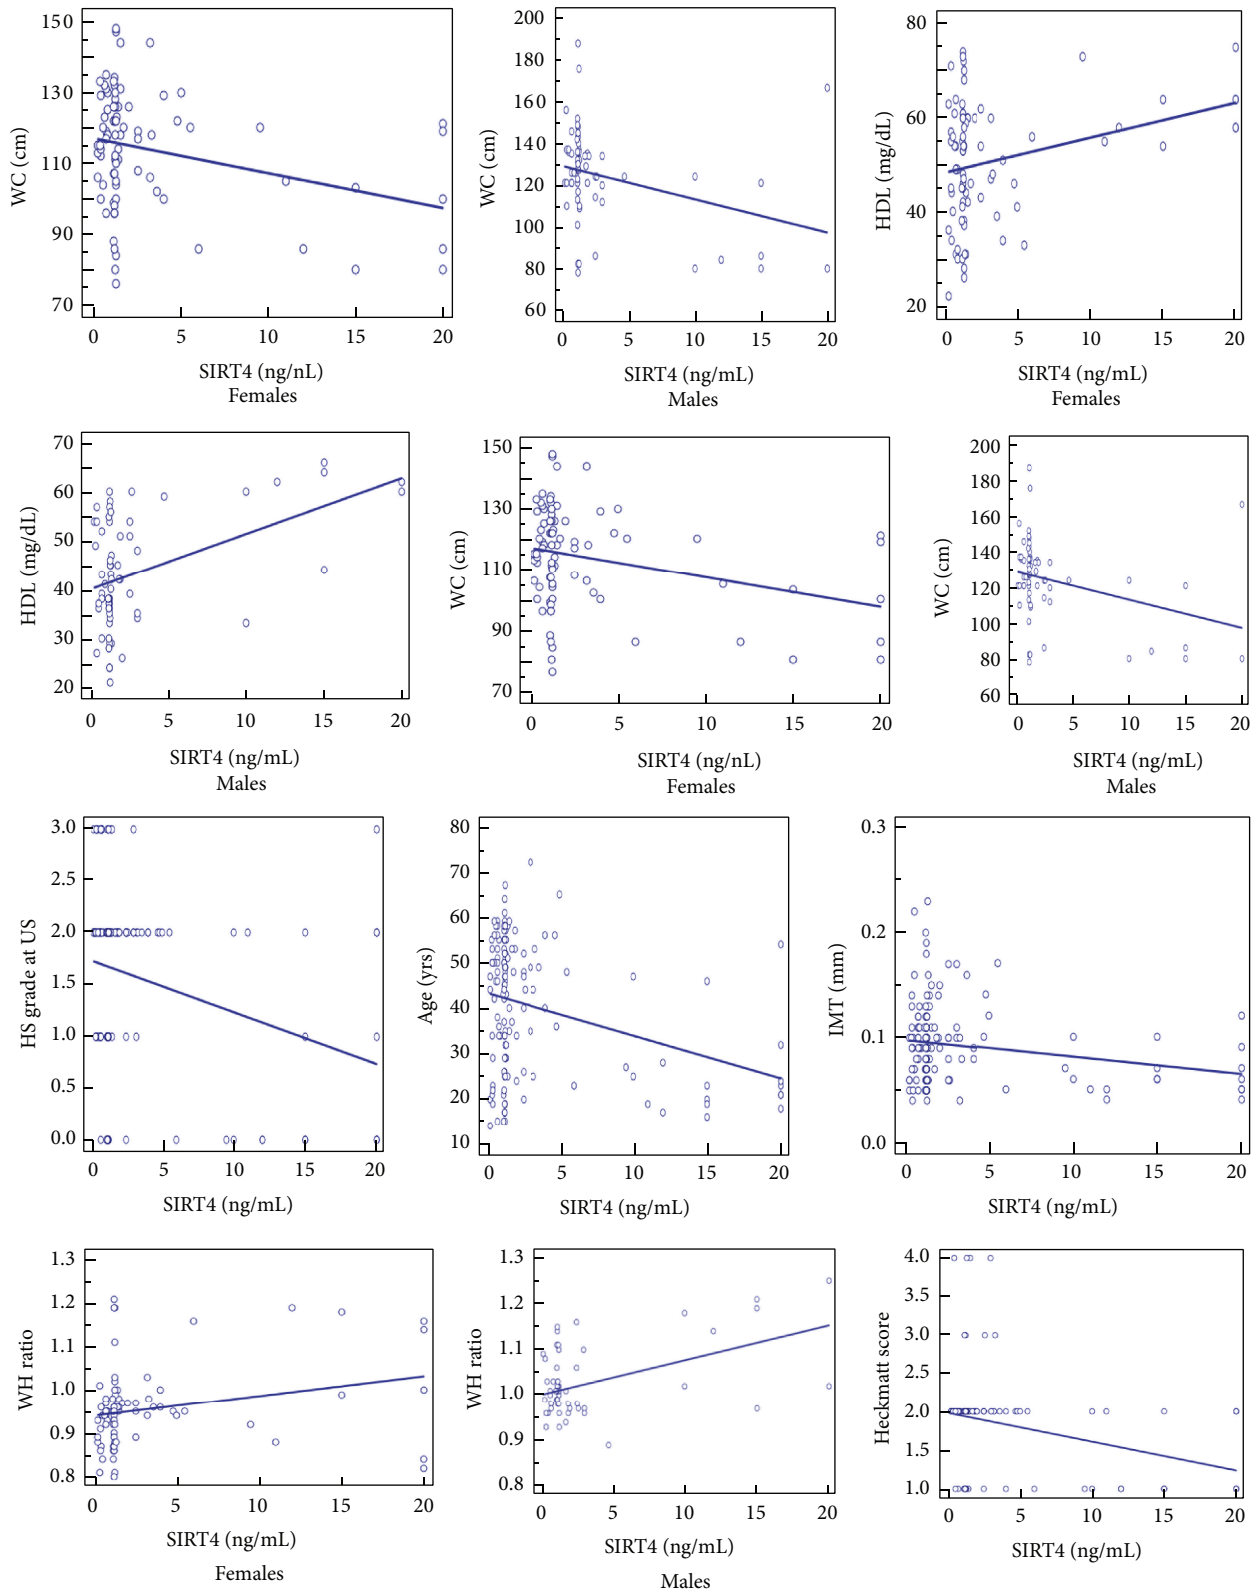 150
130
110
90
70
WC (cm)
0 5 10 15 20
SIRT4 (ng/nL)
Females
200
180
160
140
120
100
80
60
WC (cm)
0 5 10 15 20
SIRT4 (ng/mL)
Males
80
60
40
20
HDL (mg/dL)
0 5 10 15 20
SIRT4 (ng/mL)
Females
70
60
50
40
30
20
HDL (mg/dL)
0 5 10 15 20
SIRT4 (ng/mL)
Males
150
130
110
90
70
WC (cm)
0 5 10 15 20
SIRT4 (ng/nL)
Females
200
180
160
140
120
100
80
60
WC (cm)
0 5 10 15 20
SIRT4 (ng/mL)
Males
3.0
2.5
2.0
1.5
1.0
0.5
0.0
HS grade at US
0 5 10 15 20
SIRT4 (ng/mL)
80
70
60
50
40
30
20
10
Age (yrs)
0 5 10 15 20
SIRT4 (ng/mL)
0.3
0.2
0.1
0.0
IMT (mm)
0 5 10 15 20
SIRT4 (ng/mL)
1.3
1.2
1.1
1.0
0.9
0.8
WH ratio
0 5 10 15 20
SIRT4 (ng/mL)
Females
1.3
1.2
1.1
1.0
0.9
0.8
WH ratio
0 5 10 15 20
SIRT4 (ng/mL)
Males
4.0
3.5
3.0
2.0
1.5
1.0
Heckmatt score
0 5 10 15 20
SIRT4 (ng/mL)